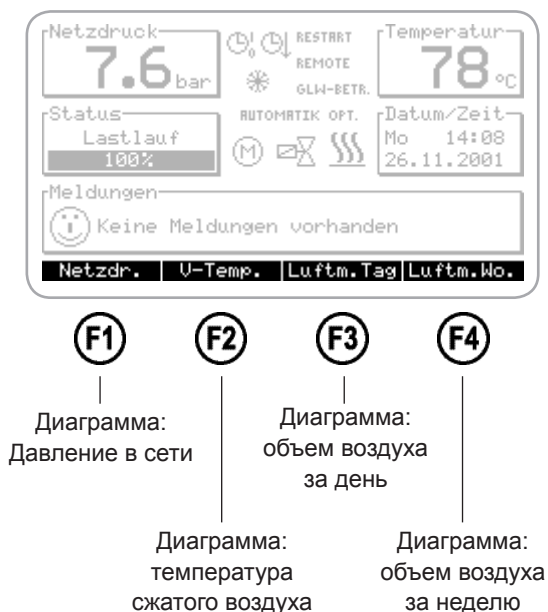 Netzdruck
7.6 bar
RESTART
REMOTE
GLW-BETR.
Temperatur
78 °C
Status
Lastlauf
100%
AUTOMATIK OPT.
M
Datum/Zeit
Mo 14:08
26.11.2001
Meldungen
Keine Meldungen vorhanden
Netzdr. V-Temp. Luftm.Tag Luftm.Wo.
F1 F2 F3 F4
Диаграмма:
Давление в сети
Диаграмма:
объем воздуха
за день
Диаграмма:
температура
сжатого воздуха
Диаграмма:
объем воздуха
за неделю